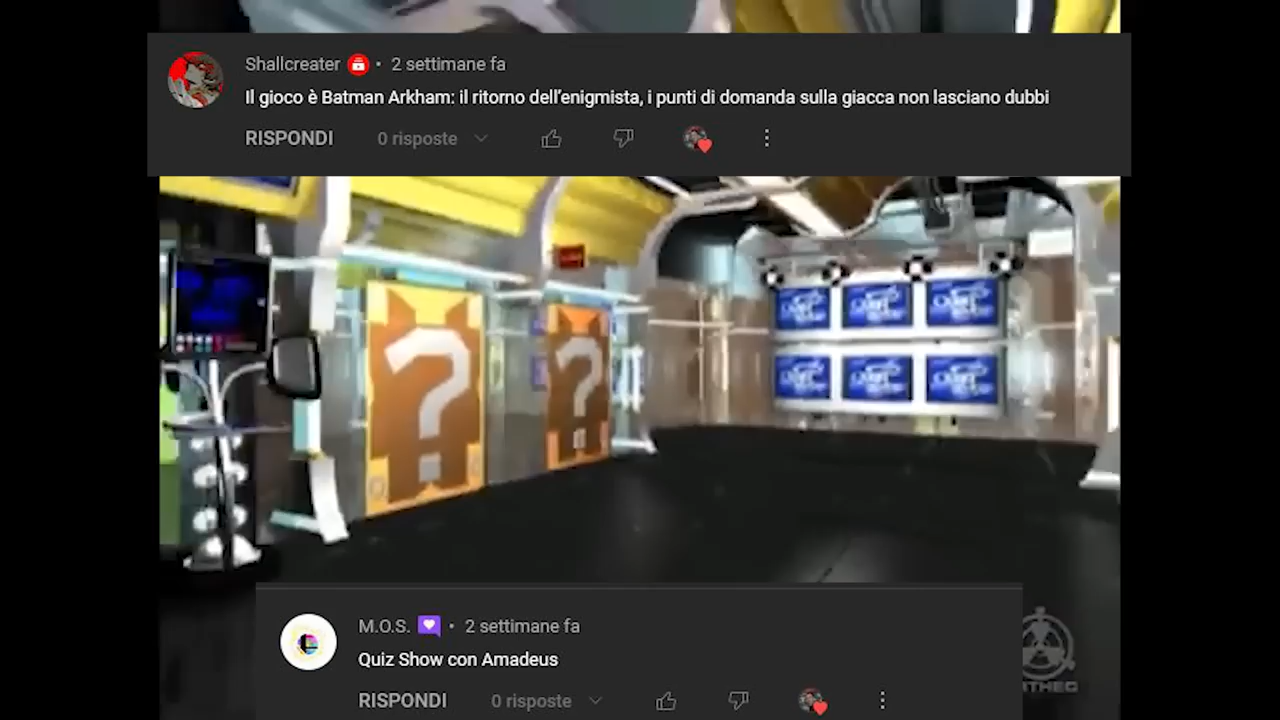 Shallcreater • 2 settimane fa
Il gioco è Batman Arkham: il ritorno dell'enigmista, i punti di domanda sulla giacca non lasciano dubbi
RISPONDI 0 risposte
?
?
M.O.S. • 2 settimane fa
Quiz Show con Amadeus
RISPONDI 0 risposte